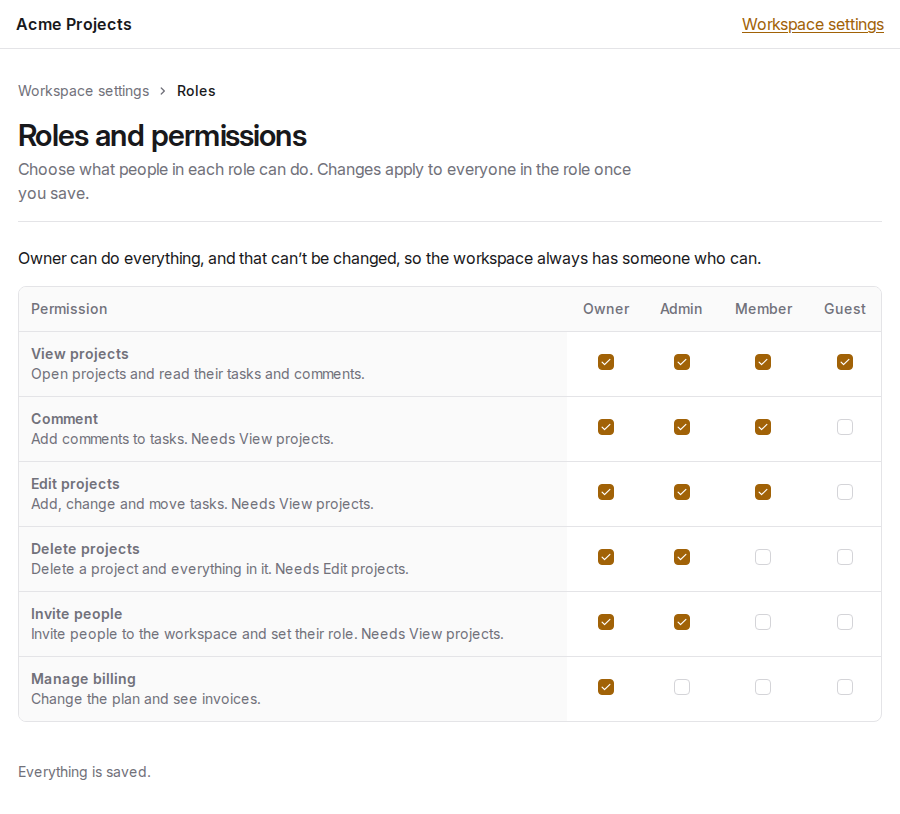 Acme Projects
Workspace settings
Workspace settings > Roles
Roles and permissions
Choose what people in each role can do. Changes apply to everyone in the role once
you save.
Owner can do everything, and that can’t be changed, so the workspace always has someone who can.
Permission Owner Admin Member Guest
View projects
Open projects and read their tasks and comments.
Comment
Add comments to tasks. Needs View projects.
Edit projects
Add, change and move tasks. Needs View projects.
Delete projects
Delete a project and everything in it. Needs Edit projects.
Invite people
Invite people to the workspace and set their role. Needs View projects.
Manage billing
Change the plan and see invoices.
Everything is saved.